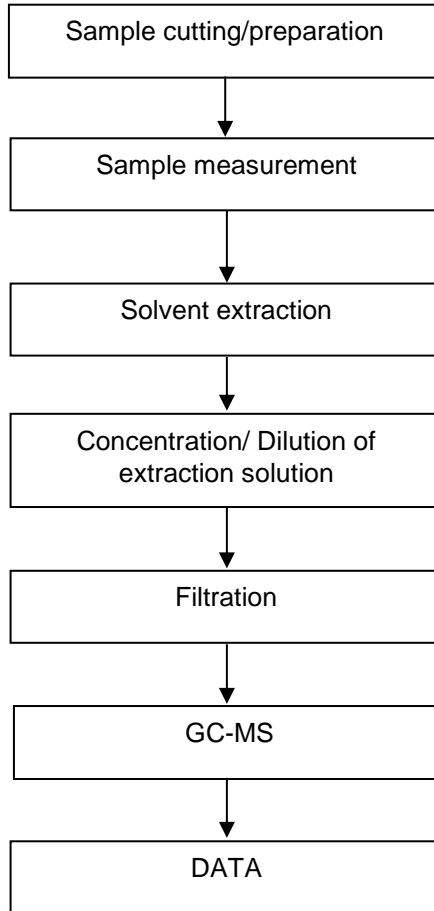 Sample cutting/preparation
Sample measurement
Solvent extraction
Concentration/ Dilution of
extraction solution
Filtration
GC-MS
DATA